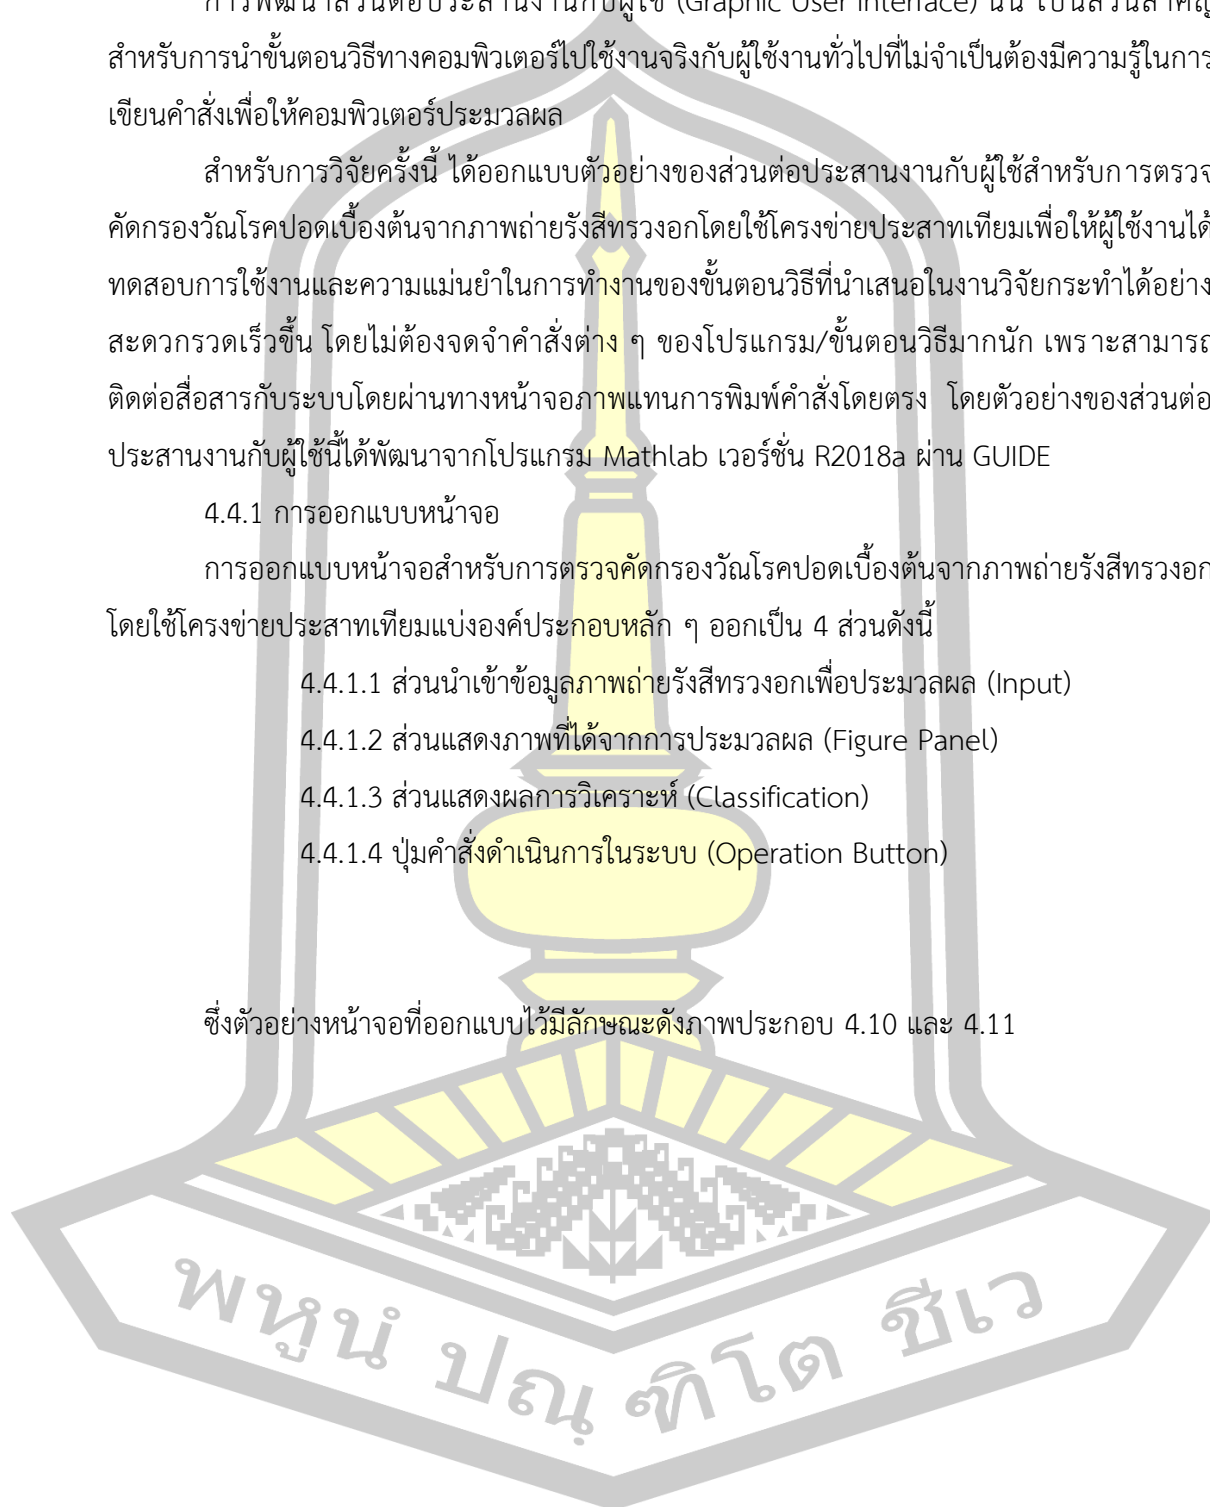 การพัฒนาส่วนต่อประสานงานกับผู้ใช้ (Graphic User Interface) นั้น เป็นส่วนสำคัญ
สำหรับการนำขั้นตอนวิธีทางคอมพิวเตอร์ไปใช้งานจริงกับผู้ใช้งานทั่วไปที่ไม่จำเป็นต้องมีความรู้ในการ
เขียนคำสั่งเพื่อให้คอมพิวเตอร์ประมวลผล
สำหรับการวิจัยครั้งนี้ ได้ออกแบบตัวอย่างของส่วนต่อประสานงานกับผู้ใช้สำหรับการตรวจ
คัดกรองวัณโรคปอดเบื้องต้นจากภาพถ่ายรังสีทรวงอกโดยใช้โครงข่ายประสาทเทียมเพื่อให้ผู้ใช้งานได้
ทดสอบการใช้งานและความแม่นยำในการทำงานของขั้นตอนวิธีที่นำเสนอในงานวิจัยกระทำได้อย่าง
สะดวกรวดเร็วขึ้น โดยไม่ต้องจดจำคำสั่งต่าง ๆ ของโปรแกรม/ขั้นตอนวิธีมากนัก เพราะสามารถ
ติดต่อสื่อสารกับระบบโดยผ่านทางหน้าจอภาพแทนการพิมพ์คำสั่งโดยตรง โดยตัวอย่างของส่วนต่อ
ประสานงานกับผู้ใช้นี้ได้พัฒนาจากโปรแกรม Mathlab เวอร์ชั่น R2018a ผ่าน GUIDE
4.4.1 การออกแบบหน้าจอ
การออกแบบหน้าจอสำหรับการตรวจคัดกรองวัณโรคปอดเบื้องต้นจากภาพถ่ายรังสีทรวงอก
โดยใช้โครงข่ายประสาทเทียมแบ่งองค์ประกอบหลัก ๆ ออกเป็น 4 ส่วนดังนี้
4.4.1.1 ส่วนนำเข้าข้อมูลภาพถ่ายรังสีทรวงอกเพื่อประมวลผล (Input)
4.4.1.2 ส่วนแสดงภาพที่ได้จากการประมวลผล (Figure Panel)
4.4.1.3 ส่วนแสดงผลการวิเคราะห์ (Classification)
4.4.1.4 ปุ่มคำสั่งดำเนินการในระบบ (Operation Button)
ซึ่งตัวอย่างหน้าจอที่ออกแบบไว้มีลักษณะดังภาพประกอบ 4.10 และ 4.11
พหูนํ ปณฺฑิโต ชีเว